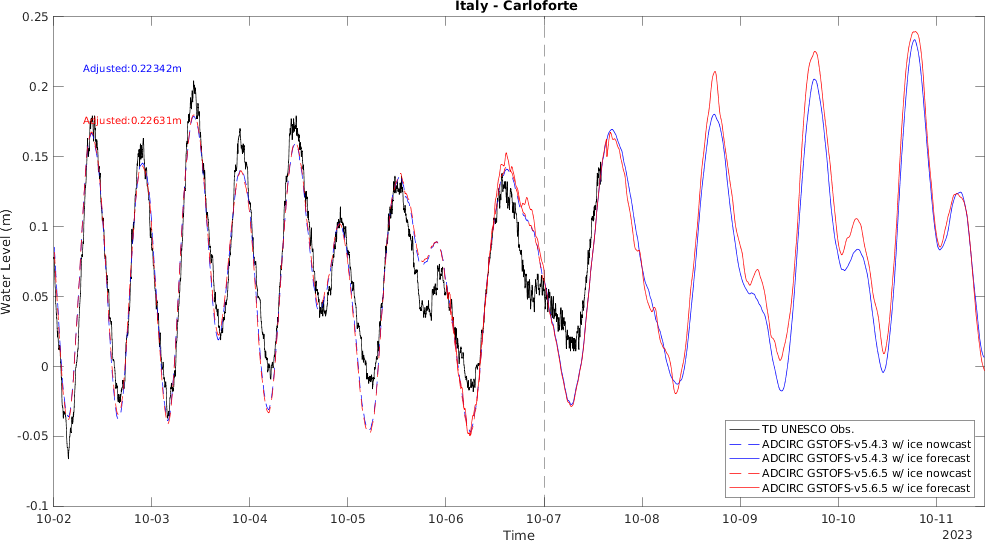 Italy - Carloforte
0.25
0.2
0.15
0.1
0.05
0
-0.05
-0.1
Water Level (m)
Adjusted:0.22342m
Adjusted:0.22631m
TD UNESCO Obs.
ADCIRC GSTOFS-v5.4.3 w/ ice nowcast
ADCIRC GSTOFS-v5.4.3 w/ ice forecast
ADCIRC GSTOFS-v5.6.5 w/ ice nowcast
ADCIRC GSTOFS-v5.6.5 w/ ice forecast
10-02 10-03 10-04 10-05 10-06 10-07 10-08 10-09 10-10 10-11
Time
2023